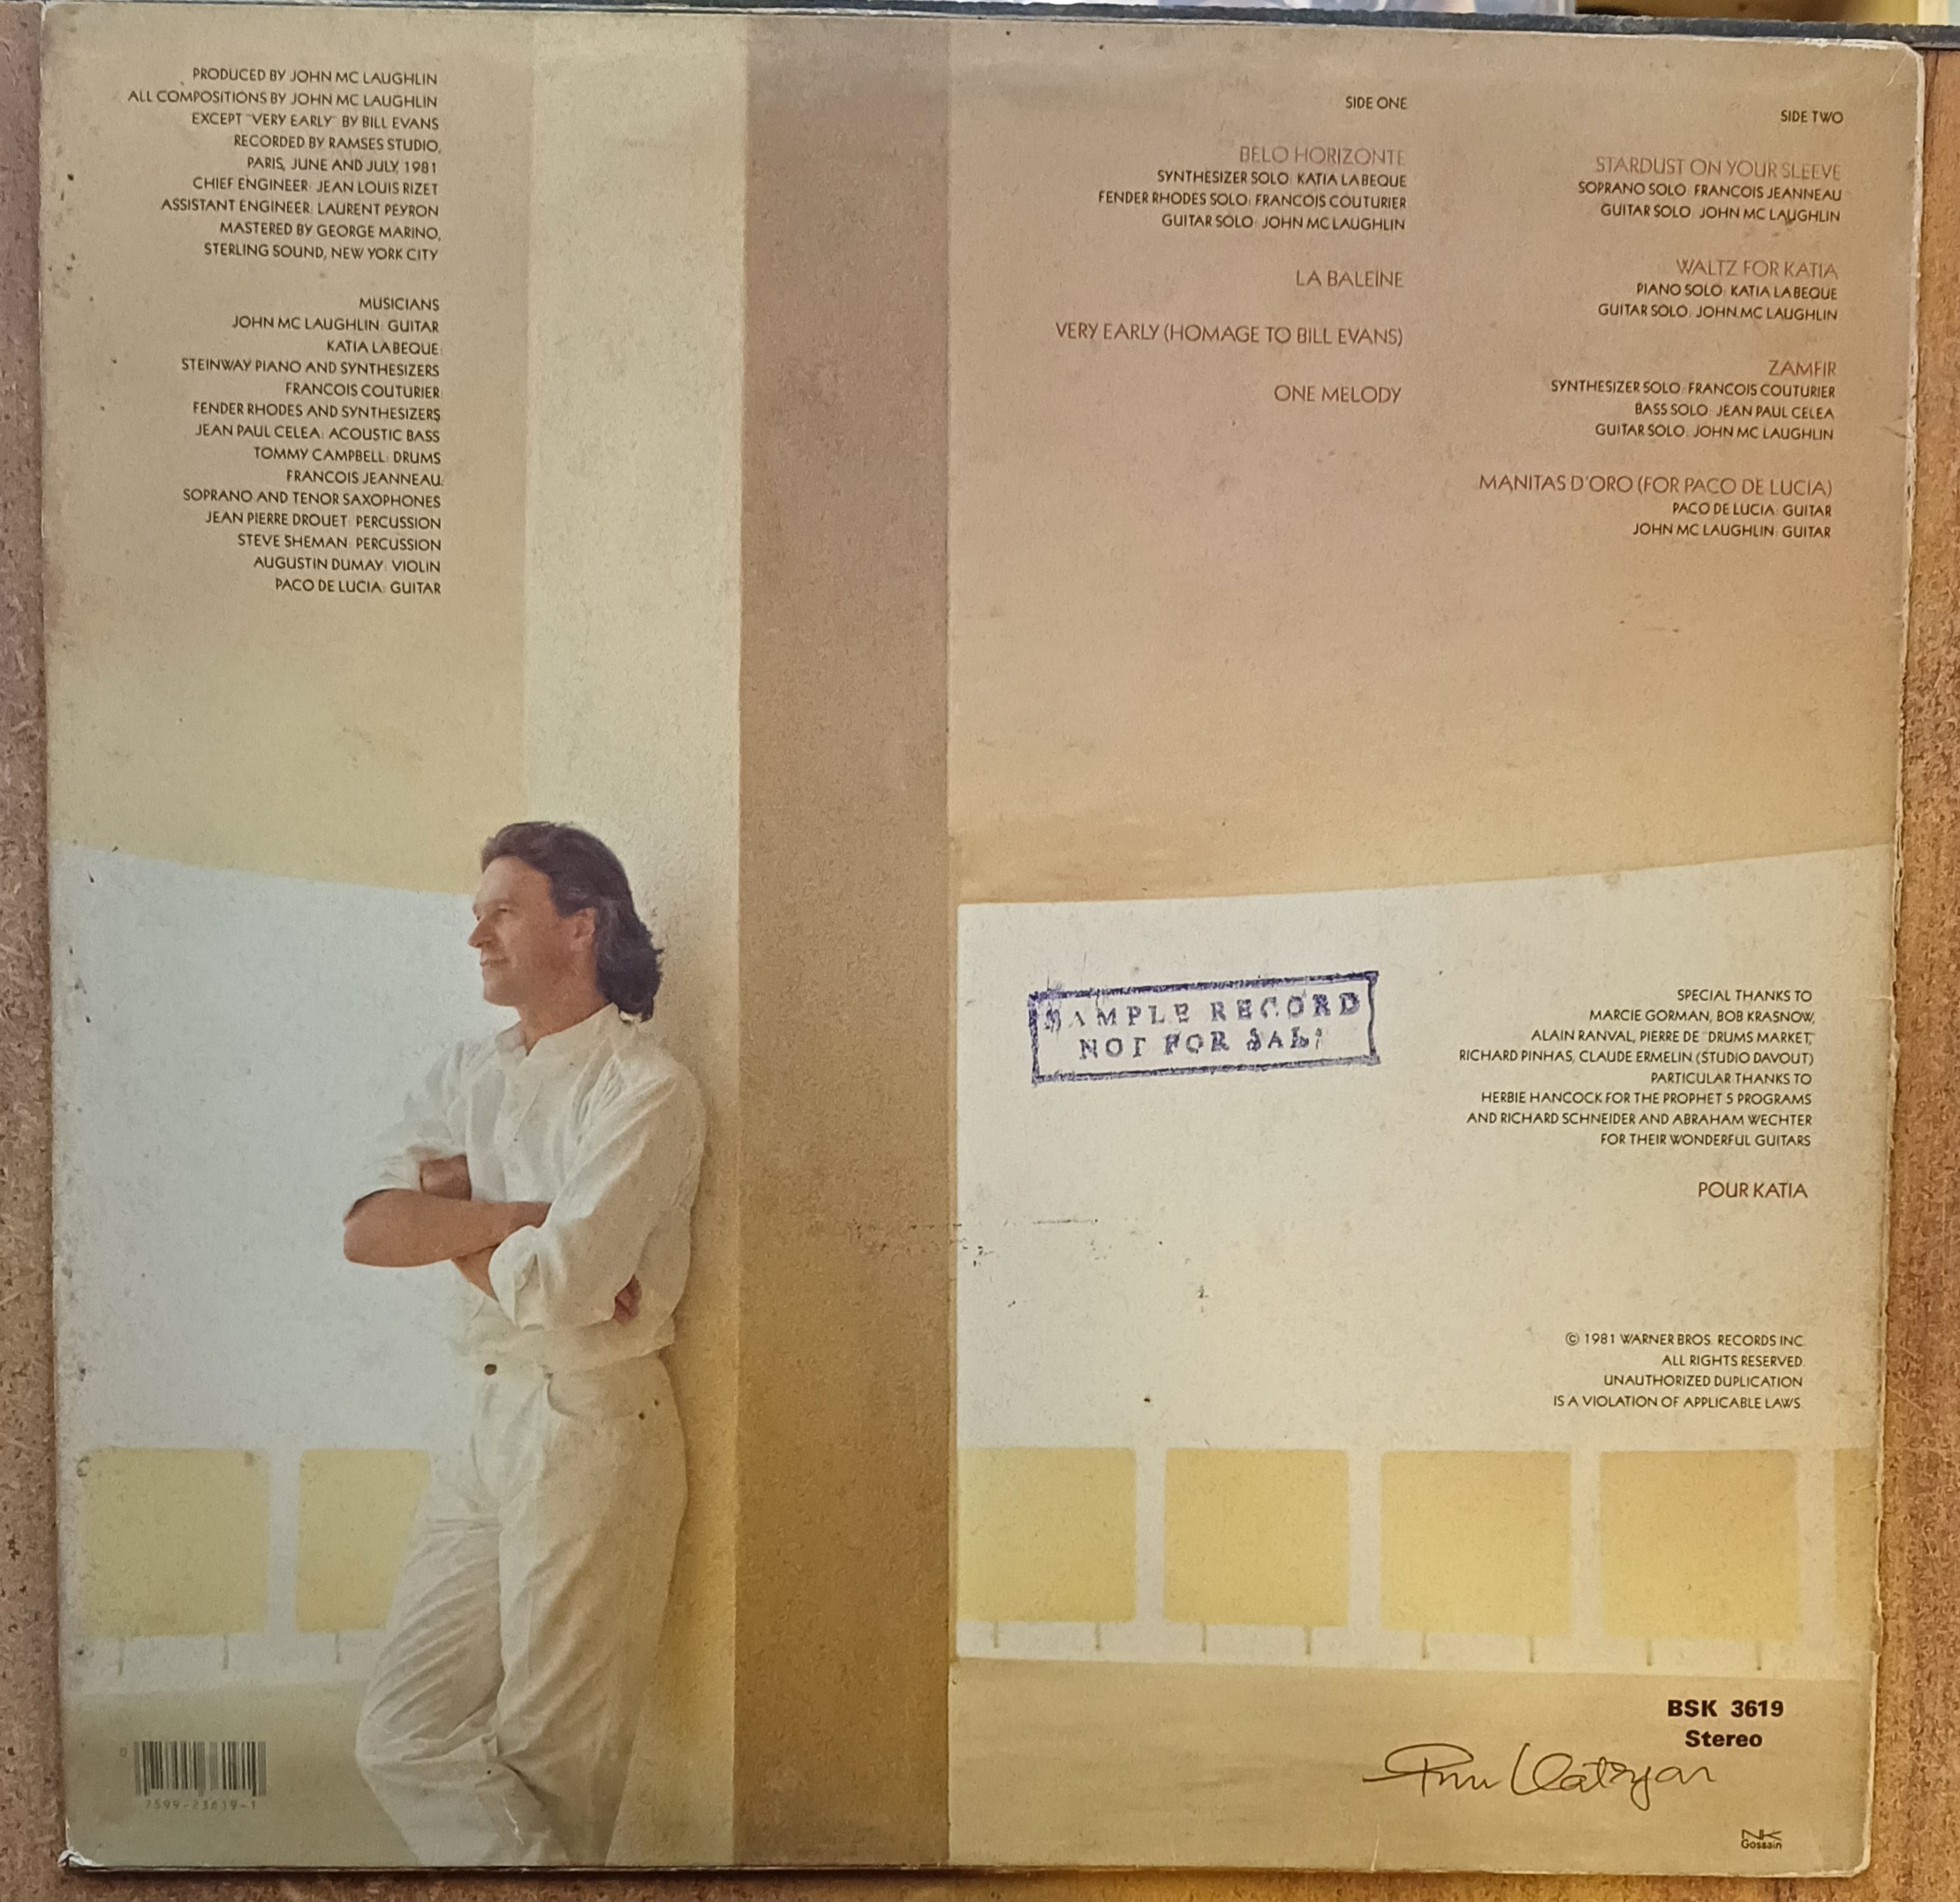 PRODUCED BY JOHN MC LAUGHLIN
ALL COMPOSITIONS BY JOHN MC LAUGHLIN
EXCEPT "VERY EARLY" BY BILL EVANS
RECORDED BY RAMSES STUDIO,
PARIS, JUNE AND JULY, 1981
CHIEF ENGINEER: JEAN LOUIS RIZET
ASSISTANT ENGINEER: LAURENT PEYRON
MASTERED BY GEORGE MARINO,
STERLING SOUND, NEW YORK CITY
MUSICIANS
JOHN MC LAUGHLIN: GUITAR
KATIA LABEQUE:
STEINWAY PIANO AND SYNTHESIZERS
FRANCOIS COUTURIER:
FENDER RHODES AND SYNTHESIZERS
JEAN PAUL CELEA: ACOUSTIC BASS
TOMMY CAMPBELL: DRUMS
FRANCOIS JEANNEAU:
SOPRANO AND TENOR SAXOPHONES
JEAN PIERRE DROUET: PERCUSSION
STEVE SHEMAN: PERCUSSION
AUGUSTIN DUMAY: VIOLIN
PACO DE LUCIA: GUITAR
SIDE ONE
BELO HORIZONTE
SYNTHESIZER SOLO: KATIA LABEQUE
FENDER RHODES SOLO: FRANCOIS COUTURIER
GUITAR SOLO: JOHN MC LAUGHLIN
LA BALEINE
VERY EARLY (HOMAGE TO BILL EVANS)
ONE MELODY
SIDE TWO
STARDUST ON YOUR SLEEVE
SOPRANO SOLO: FRANCOIS JEANNEAU
GUITAR SOLO: JOHN MC LAUGHLIN
WALTZ FOR KATIA
PIANO SOLO: KATIA LABEQUE
GUITAR SOLO: JOHN MC LAUGHLIN
ZAMFIR
SYNTHESIZER SOLO: FRANCOIS COUTURIER
BASS SOLO: JEAN PAUL CELEA
GUITAR SOLO: JOHN MC LAUGHLIN
MANITAS D'ORO (FOR PACO DE LUCIA)
PACO DE LUCIA: GUITAR
JOHN MC LAUGHLIN: GUITAR
SAMPLE RECORD
NOT FOR SALE
SPECIAL THANKS TO
MARCIE GORMAN, BOB KRASNOW,
ALAIN RANVAL, PIERRE DE "DRUMS MARKET,"
RICHARD PINHAS, CLAUDE ERMELIN (STUDIO DAVOUT)
PARTICULAR THANKS TO
HERBIE HANCOCK FOR THE PROPHET 5 PROGRAMS
AND RICHARD SCHNEIDER AND ABRAHAM WECHTER
FOR THEIR WONDERFUL GUITARS
POUR KATIA
© 1981 WARNER BROS. RECORDS INC.
ALL RIGHTS RESERVED.
UNAUTHORIZED DUPLICATION
IS A VIOLATION OF APPLICABLE LAWS.
BSK 3619
Stereo
NK
Gossain
0 7599-23619-1